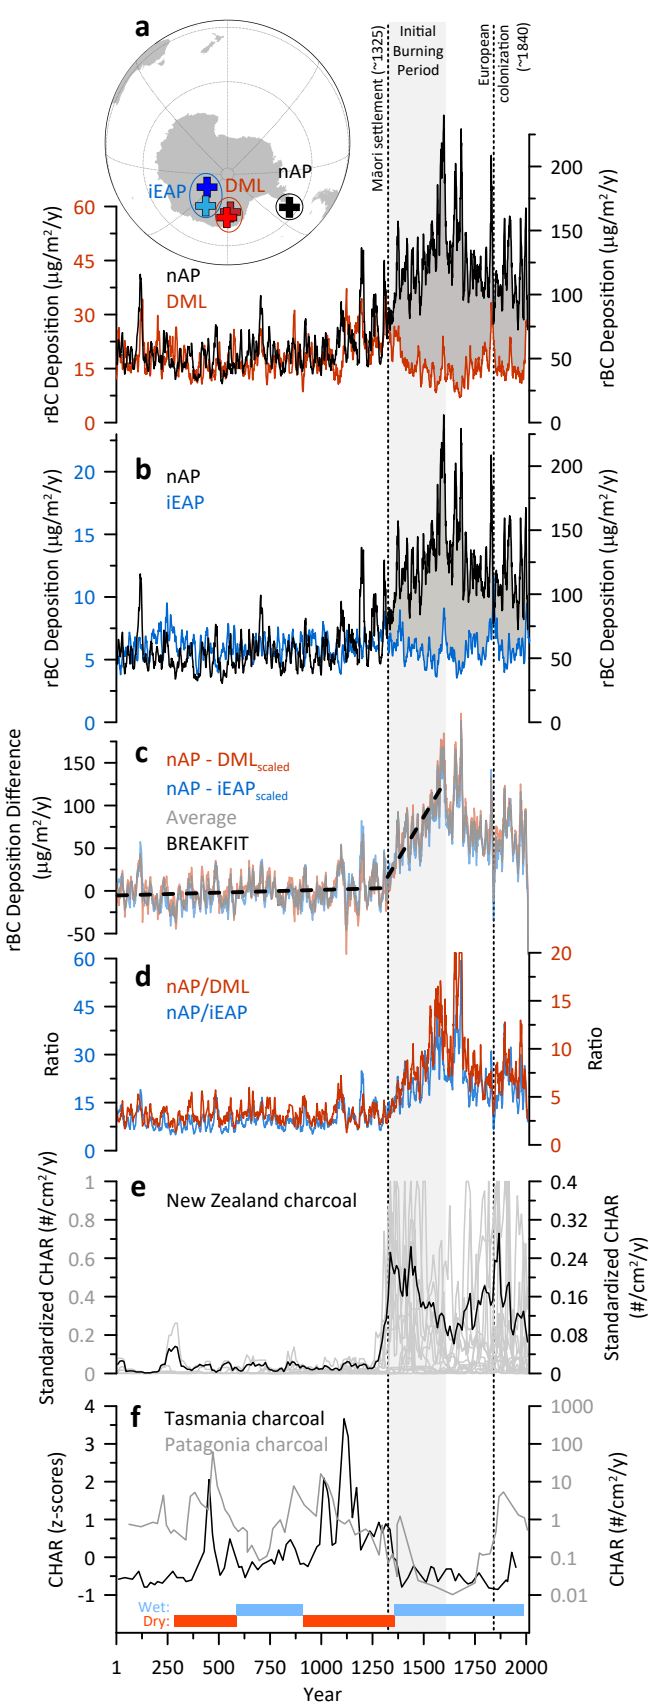 a
Māori settlement (~1325)
Initial
Burning
Period
European
colonization
(~1840)
nAP
iEAP
DML
60
45
30
15
0
rBC Deposition (µg/m²/y)
nAP
DML
200
150
100
50
0
rBC Deposition (µg/m²/y)
b
nAP
iEAP
20
15
10
5
0
rBC Deposition (µg/m²/y)
200
150
100
50
0
rBC Deposition (µg/m²/y)
c
nAP - DMLscaled
nAP - iEAPscaled
Average
BREAKFIT
150
100
50
0
-50
rBC Deposition Difference
(µg/m²/y)
d
nAP/DML
nAP/iEAP
60
45
30
15
0
Ratio
20
15
10
5
0
Ratio
e
New Zealand charcoal
1
0.8
0.6
0.4
0.2
0
Standardized CHAR (#/cm²/y)
0.4
0.32
0.24
0.16
0.08
0
Standardized CHAR
(#/cm²/y)
f
Tasmania charcoal
Patagonia charcoal
4
3
2
1
0
-1
CHAR (z-scores)
1000
100
10
1
0.1
0.01
CHAR (#/cm²/y)
Wet:
Dry:
1 250 500 750 1000 1250 1500 1750 2000
Year